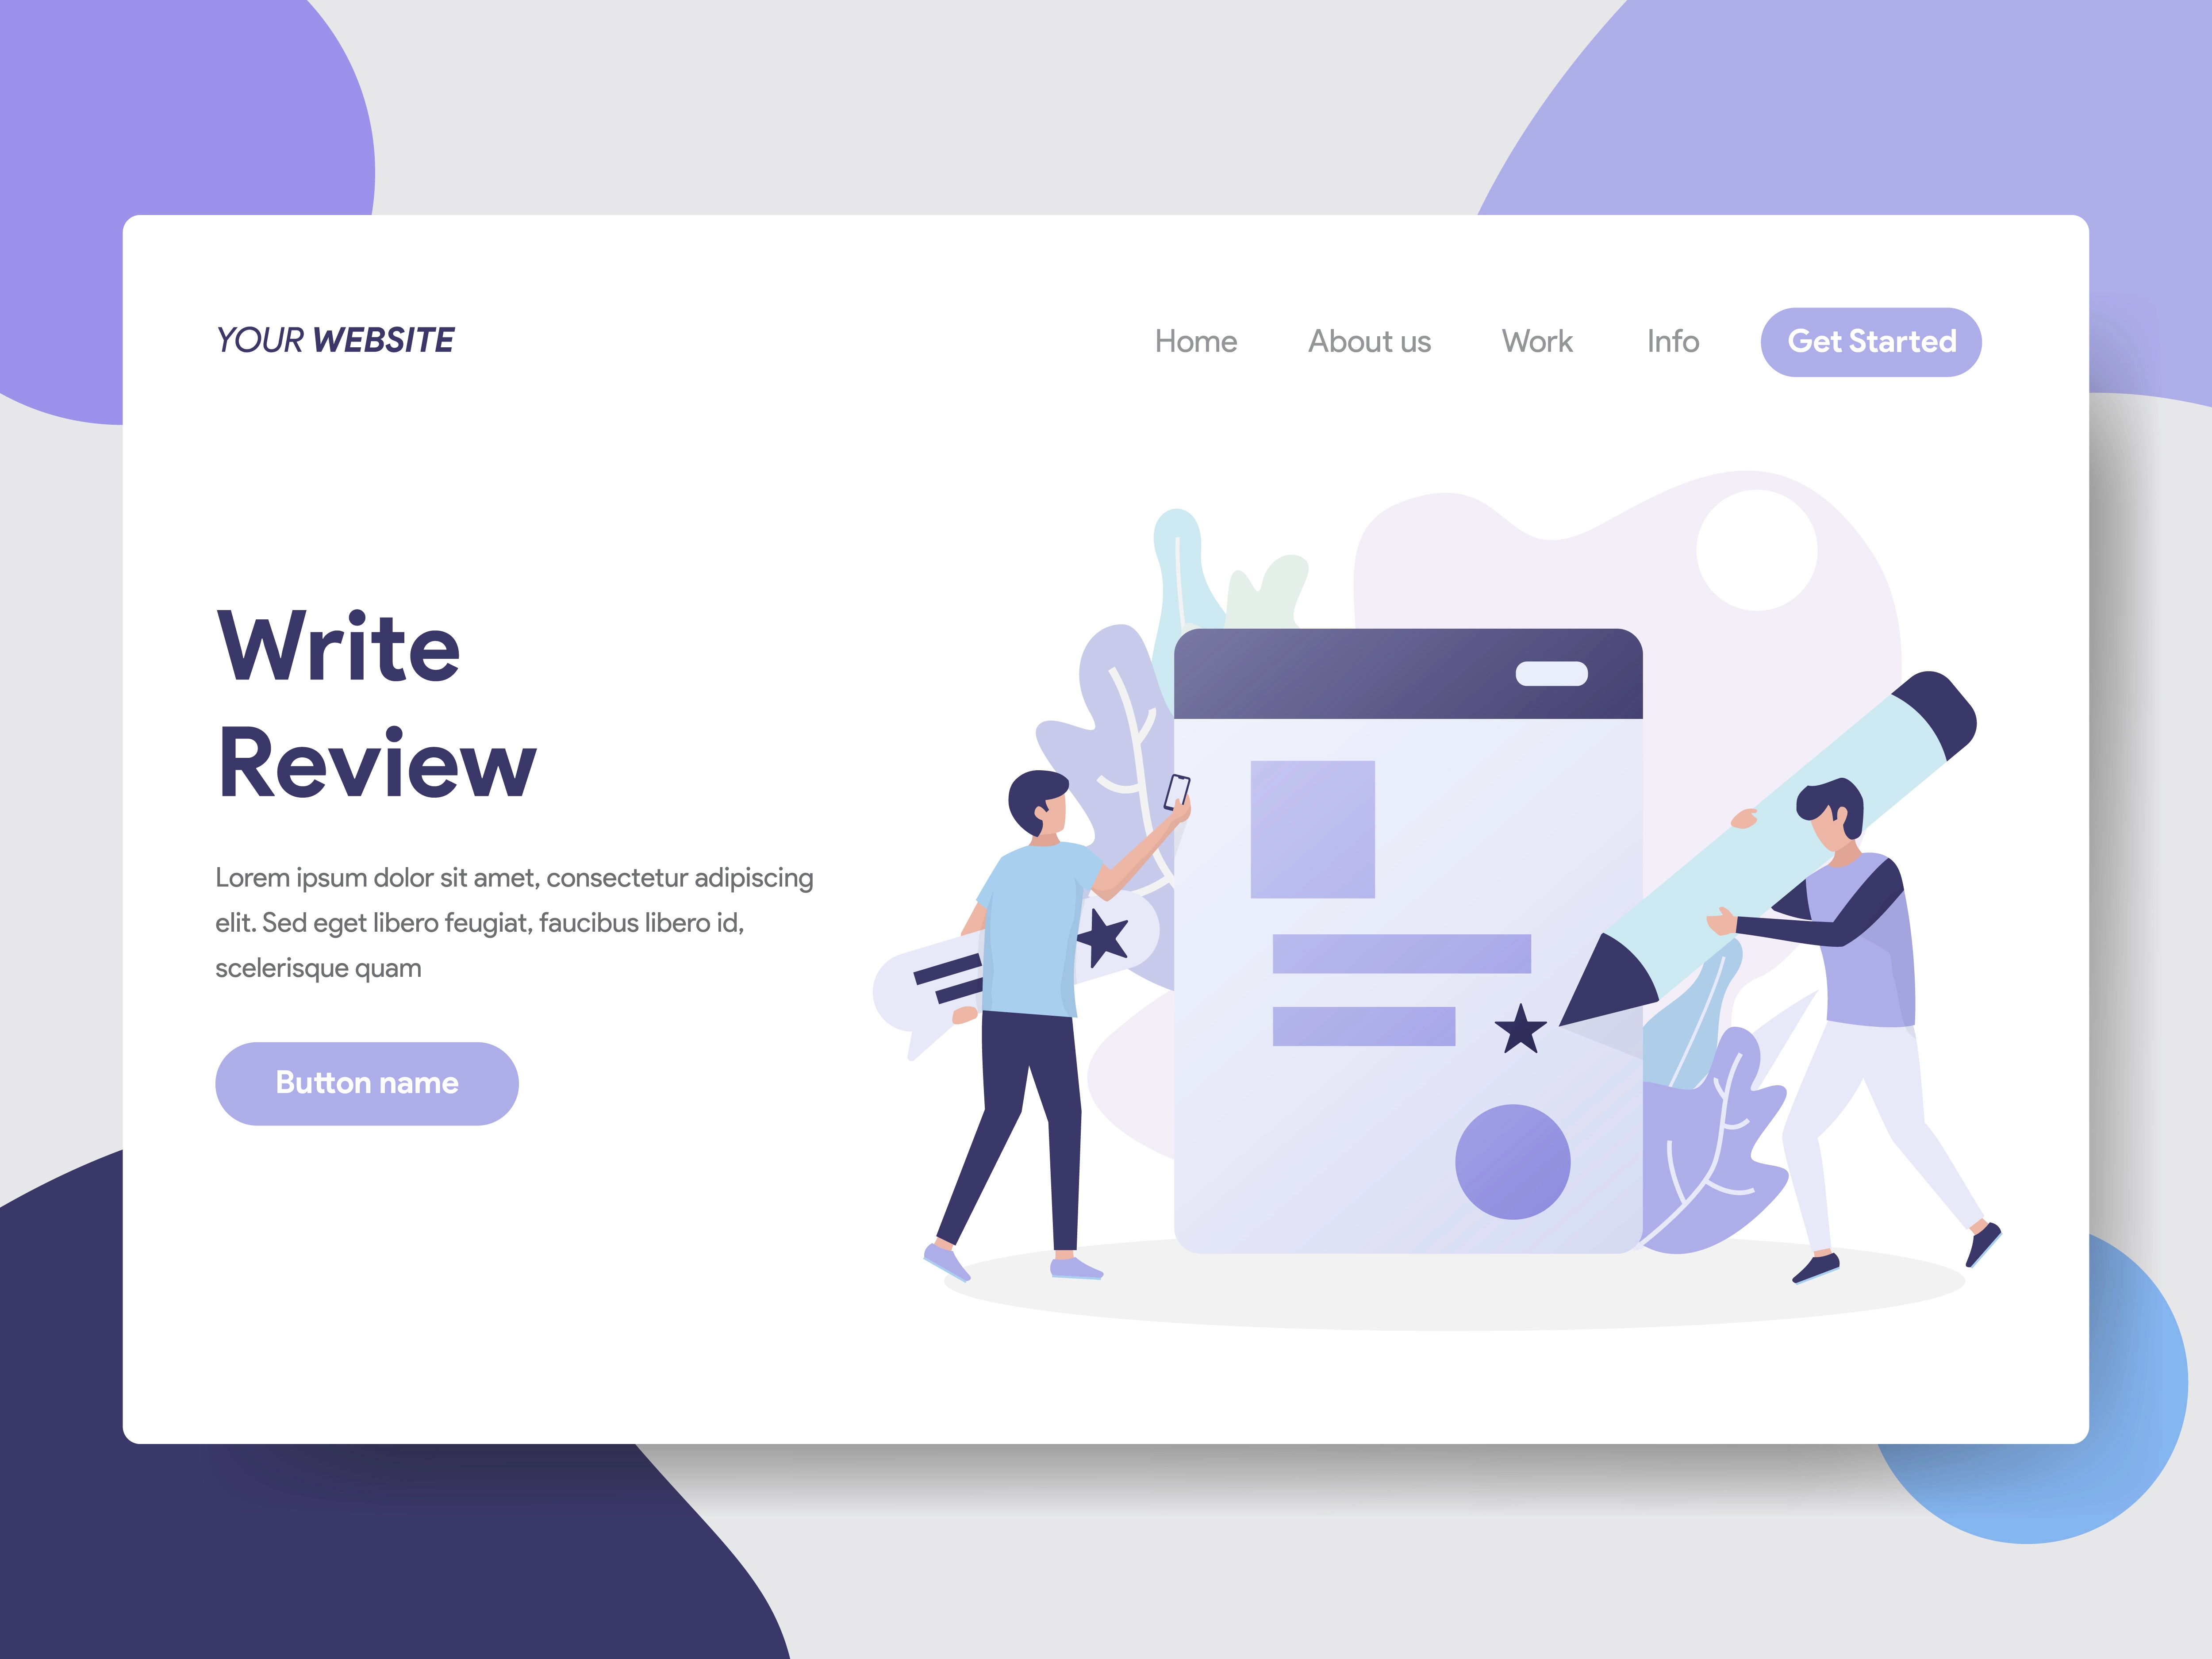 YOUR WEBSITE
Home About us Work Info Get Started
Write
Review
Lorem ipsum dolor sit amet, consectetur adipiscing
elit. Sed eget libero feugiat, faucibus libero id,
scelerisque quam
Button name